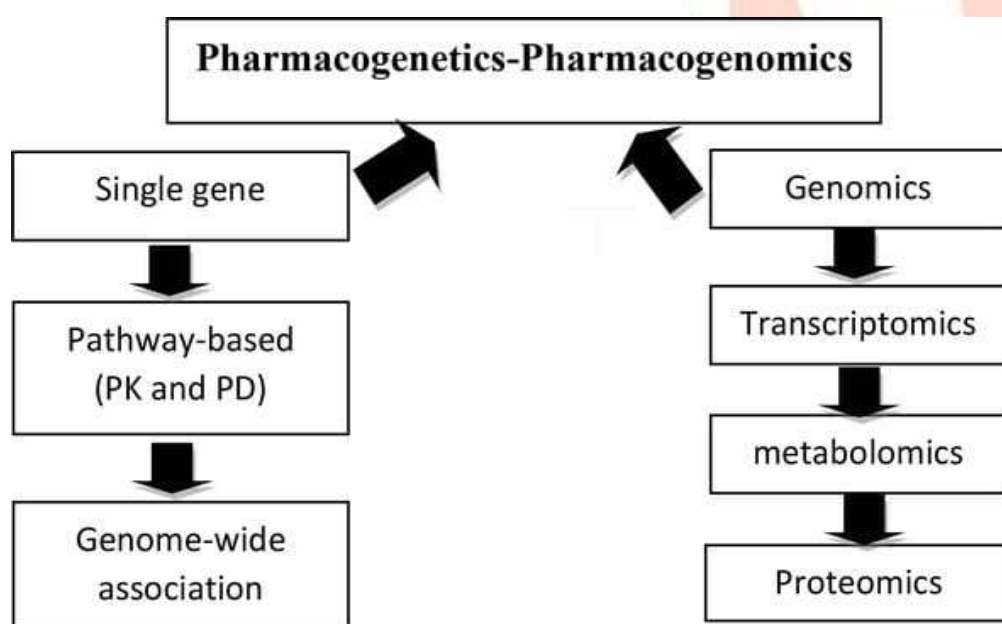 Pharmacogenetics-Pharmacogenomics
Single gene
Pathway-based
(PK and PD)
Genome-wide
association
Genomics
Transcriptomics
metabolomics
Proteomics